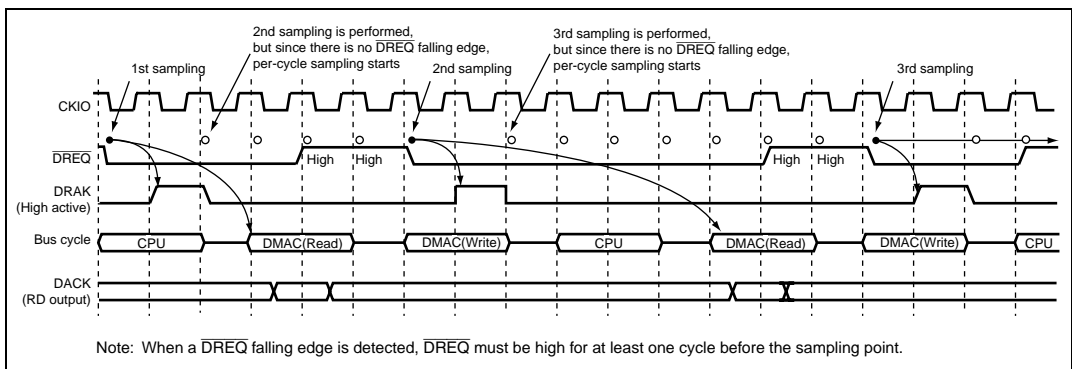 2nd sampling is performed,
but since there is no DREQ falling edge,
per-cycle sampling starts
3rd sampling is performed,
but since there is no DREQ falling edge,
per-cycle sampling starts
1st sampling
2nd sampling
3rd sampling
CKIO
DREQ
High
High
High
High
DRAK
(High active)
Bus cycle
CPU
DMAC(Read)
DMAC(Write)
CPU
DMAC(Read)
DMAC(Write)
CPU
DACK
(RD output)
Note: When a DREQ falling edge is detected, DREQ must be high for at least one cycle before the sampling point.